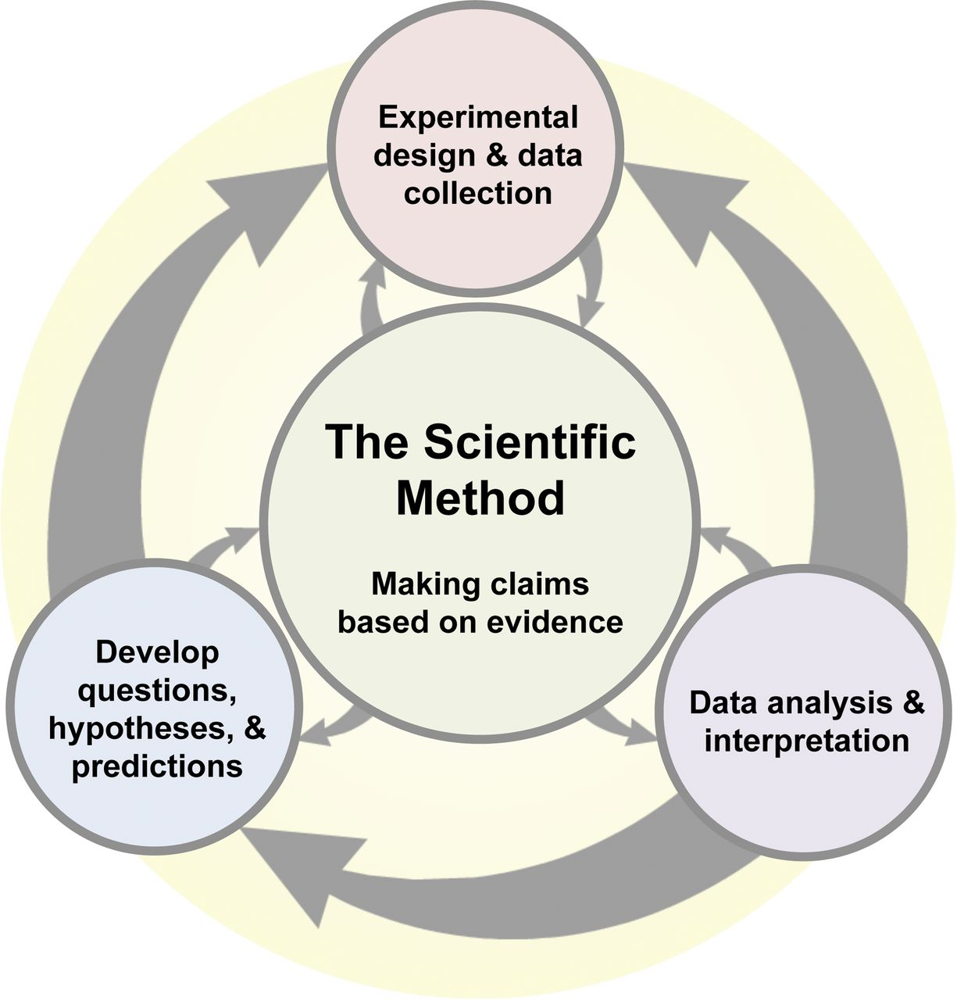 Experimental
design & data
collection
The Scientific
Method
Making claims
based on evidence
Develop
questions,
hypotheses, &
predictions
Data analysis &
interpretation